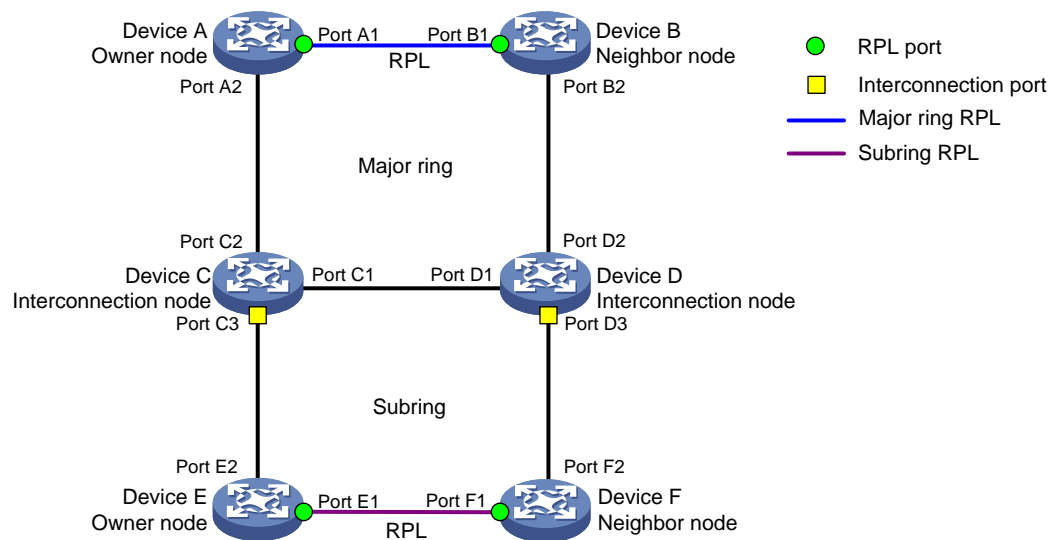 Device A
Owner node
Port A1
Port B1
RPL
Device B
Neighbor node
Port A2
Port B2
RPL port
Interconnection port
Major ring RPL
Subring RPL
Major ring
Port C2
Port D2
Device C
Interconnection node
Port C1
Port D1
Device D
Interconnection node
Port C3
Port D3
Subring
Port E2
Port F2
Device E
Owner node
Port E1
Port F1
RPL
Device F
Neighbor node